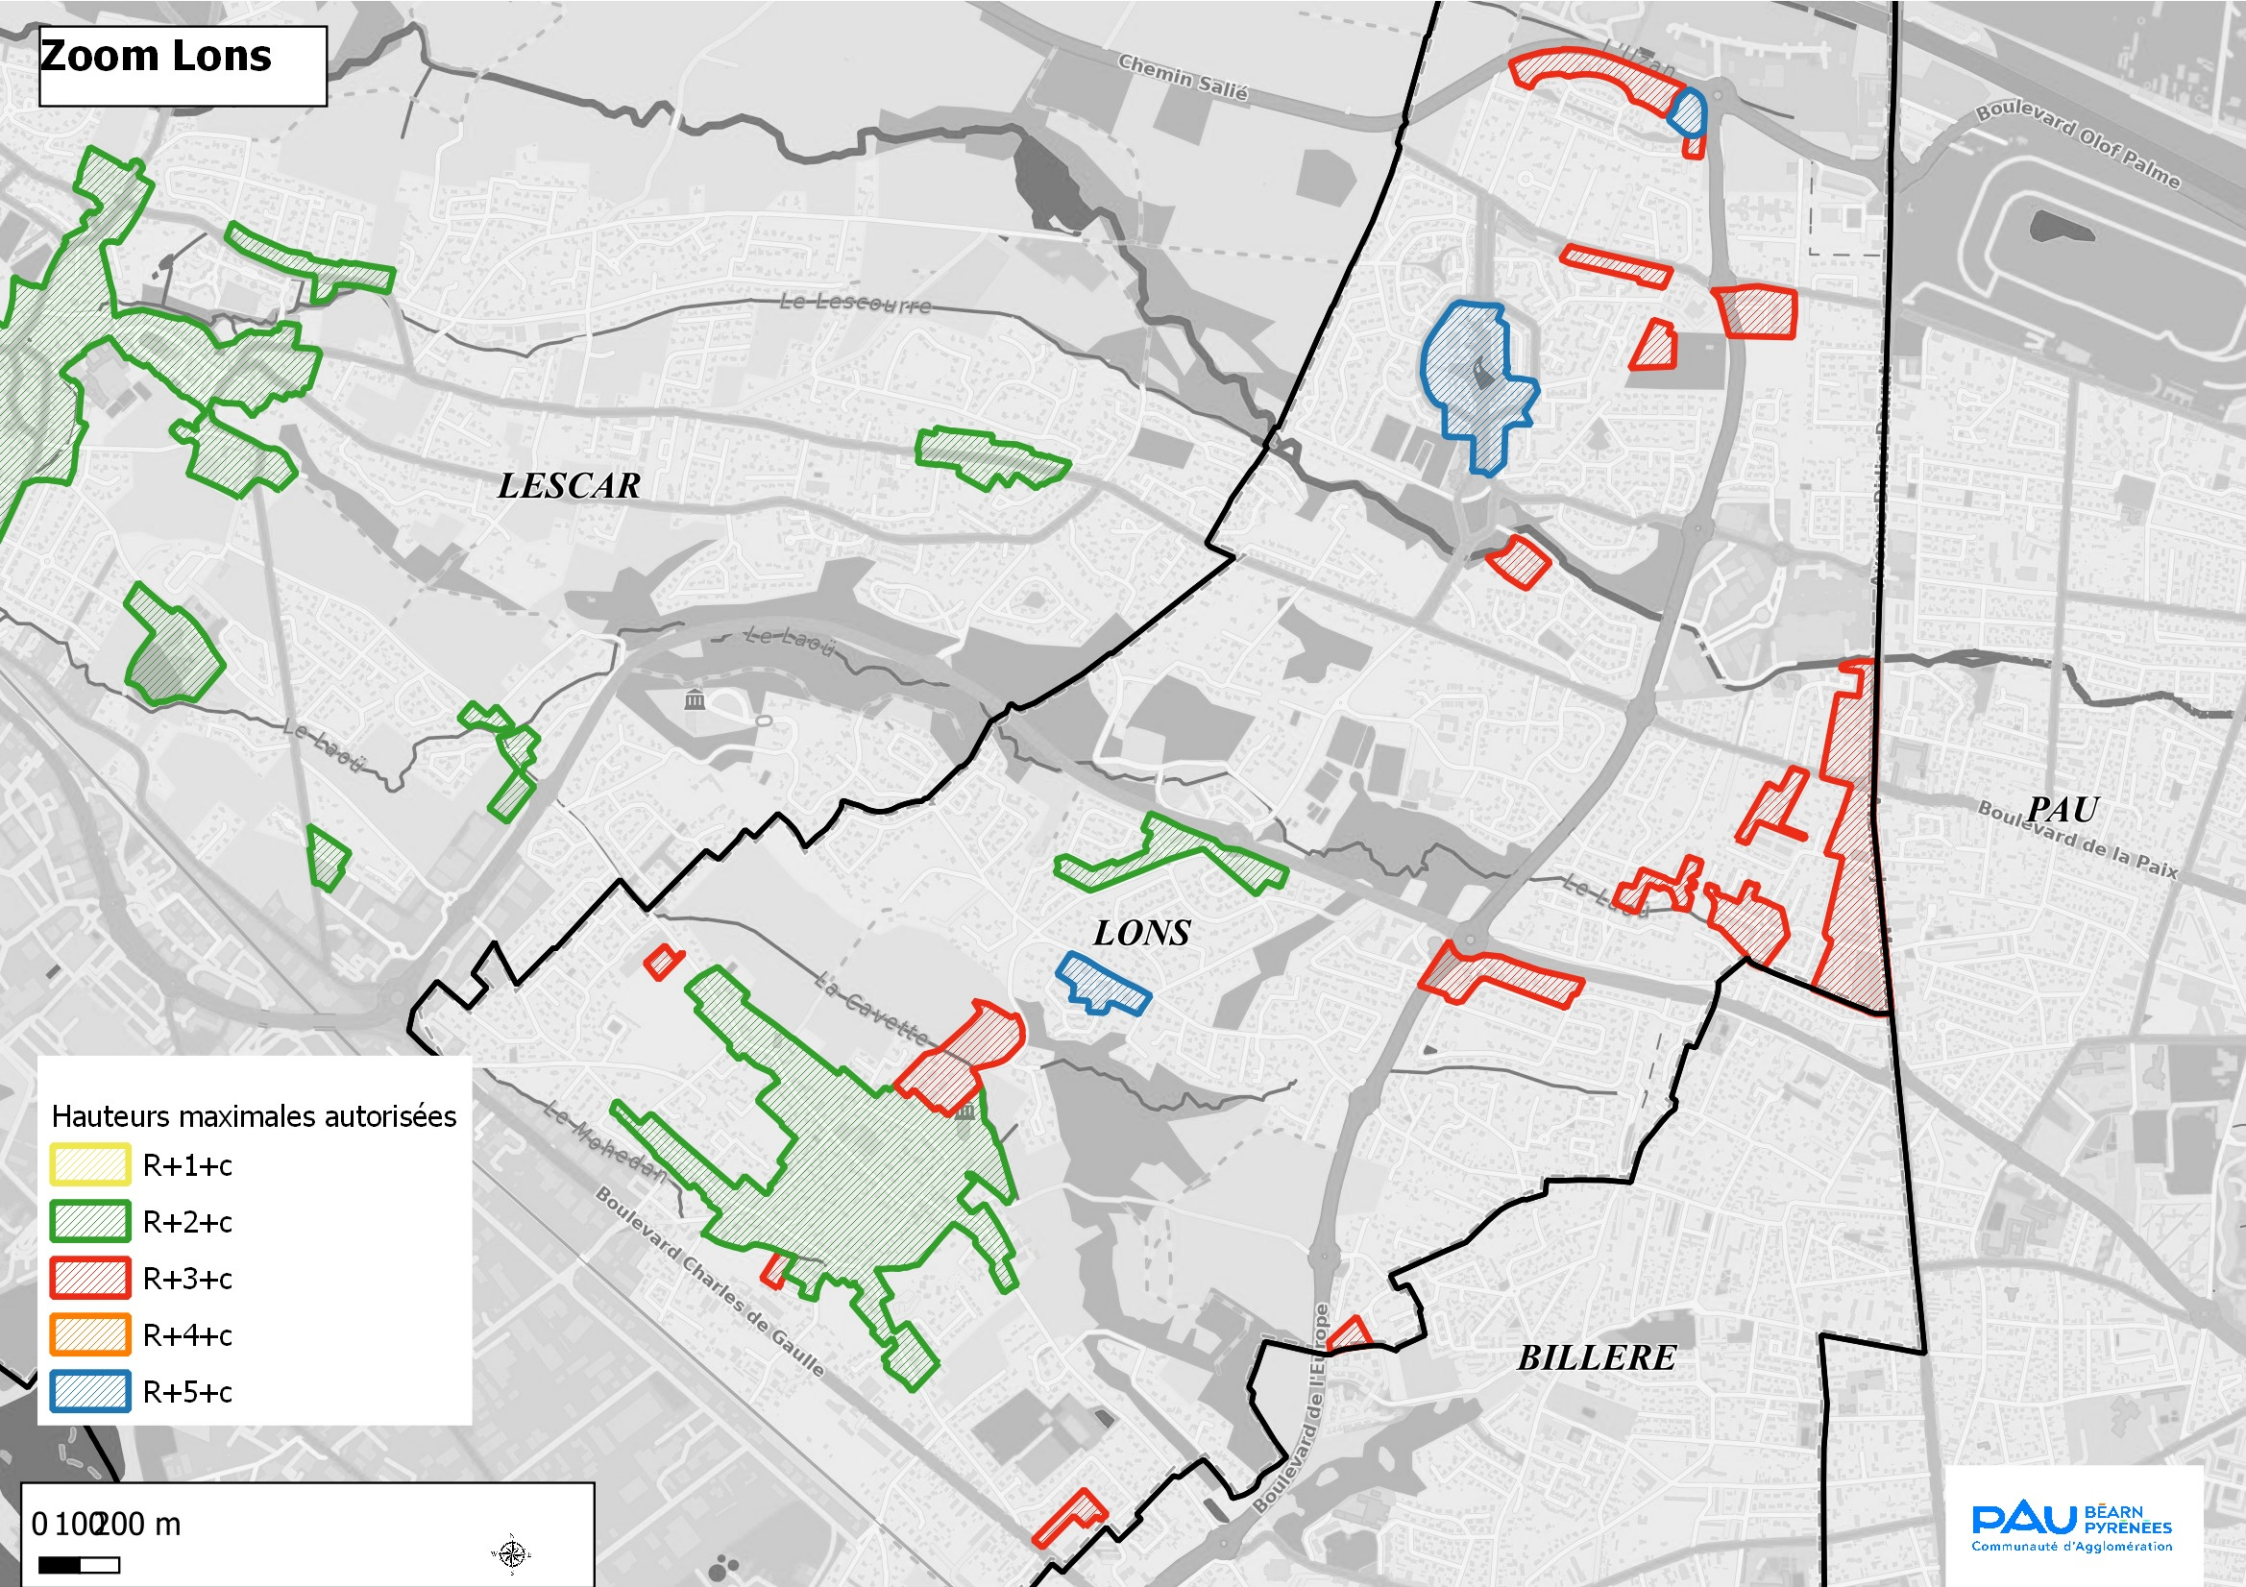 Zoom Lons
L'Uzan
Chemin Salié
Boulevard Olof Palme
Le Lescourre
LESCAR
Le Laoü
Le Laoü
PAU
Boulevard de la Paix
Le Laoü
LONS
La Cavette
Le Mohedan
Boulevard Charles de Gaulle
Boulevard de l'Europe
BILLERE
Hauteurs maximales autorisées
R+1+c
R+2+c
R+3+c
R+4+c
R+5+c
0 100 200 m
PAU BÉARN
PYRÉNÉES
Communauté d'Agglomération